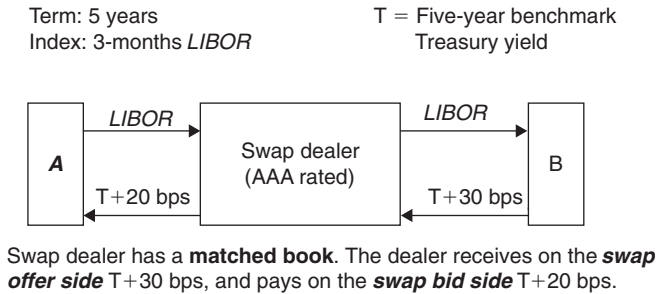 Term: 5 years
Index: 3-months LIBOR
T = Five-year benchmark
Treasury yield
LIBOR
LIBOR
A
Swap dealer
(AAA rated)
B
T+20 bps
T+30 bps
Swap dealer has a matched book. The dealer receives on the swap
offer side T+30 bps, and pays on the swap bid side T+20 bps.